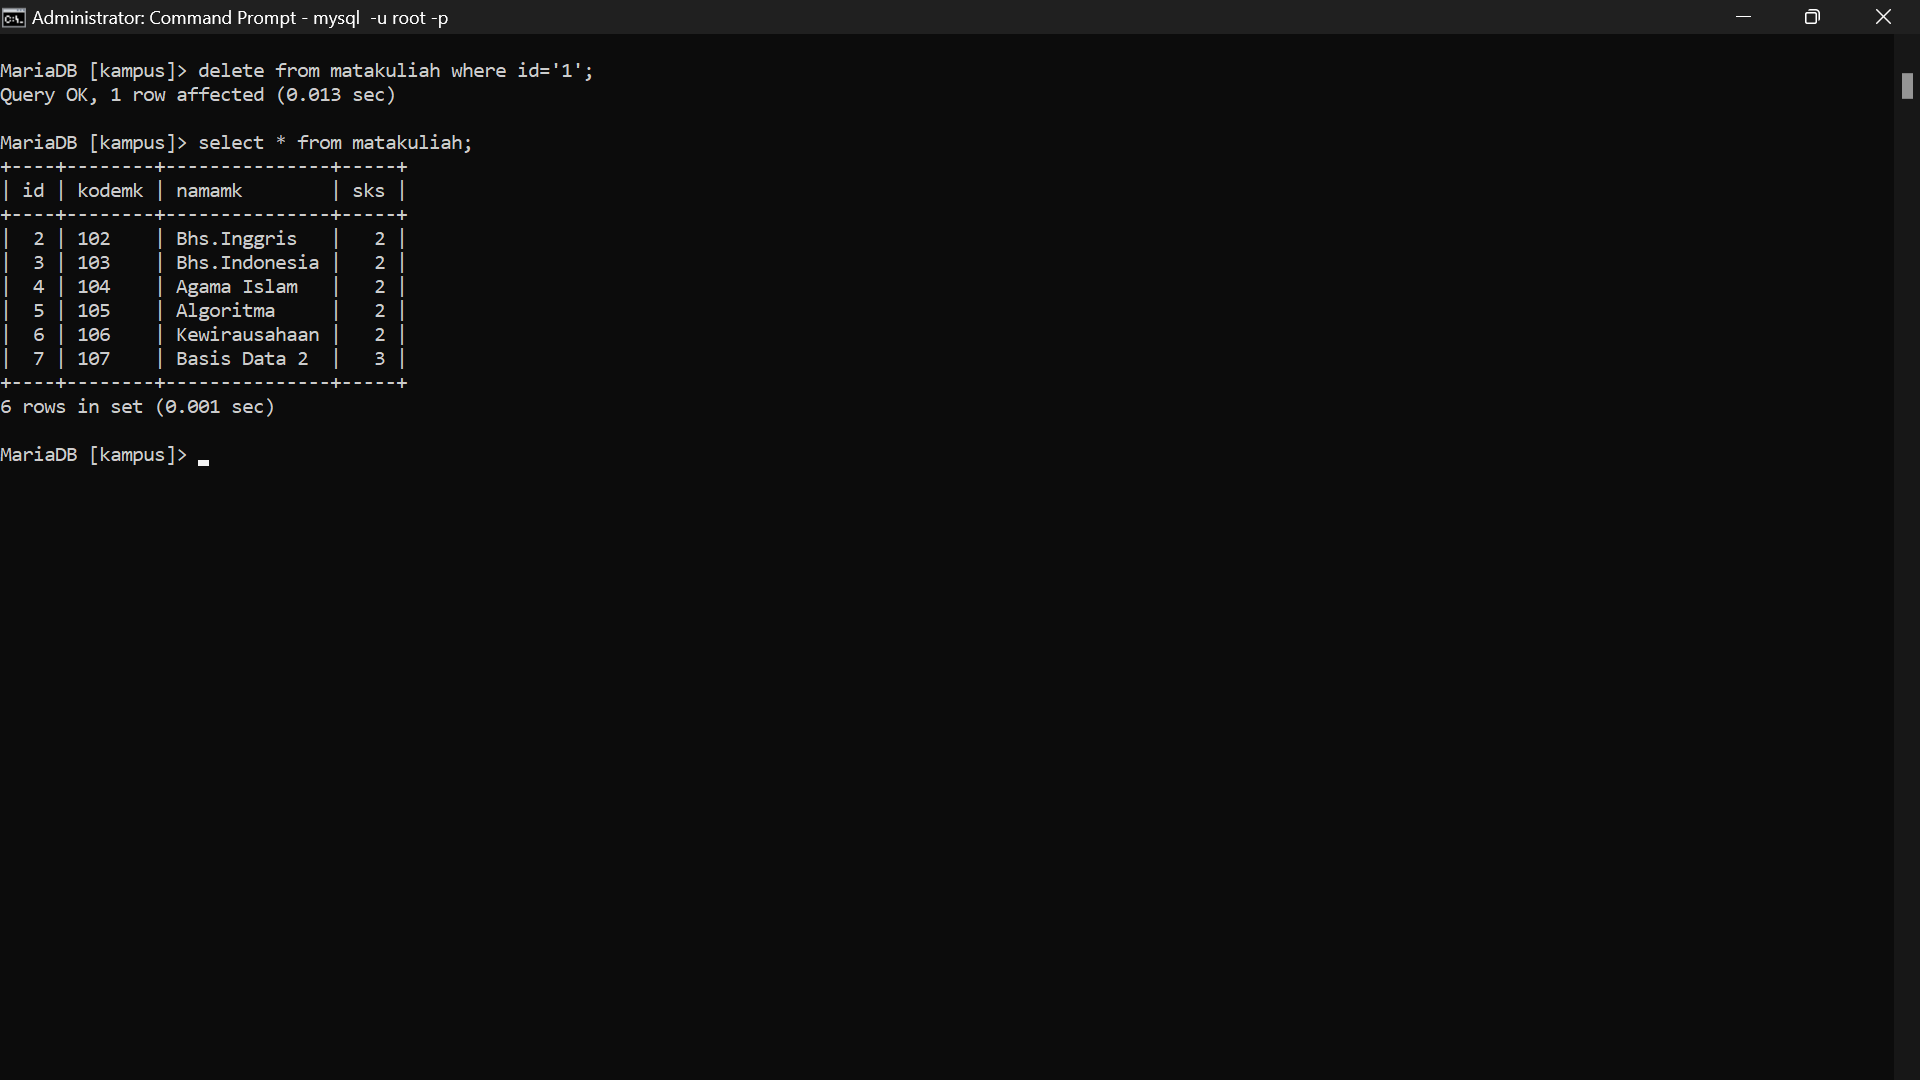 Administrator: Command Prompt - mysql  -u root -p
MariaDB [kampus]> delete from matakuliah where id='1';
Query OK, 1 row affected (0.013 sec)
MariaDB [kampus]> select * from matakuliah;
+----+--------+---------------+-----+
| id | kodemk | namamk        | sks |
+----+--------+---------------+-----+
|  2 | 102    | Bhs.Inggris   |   2 |
|  3 | 103    | Bhs.Indonesia |   2 |
|  4 | 104    | Agama Islam   |   2 |
|  5 | 105    | Algoritma     |   2 |
|  6 | 106    | Kewirausahaan |   2 |
|  7 | 107    | Basis Data 2  |   3 |
+----+--------+---------------+-----+
6 rows in set (0.001 sec)
MariaDB [kampus]> _